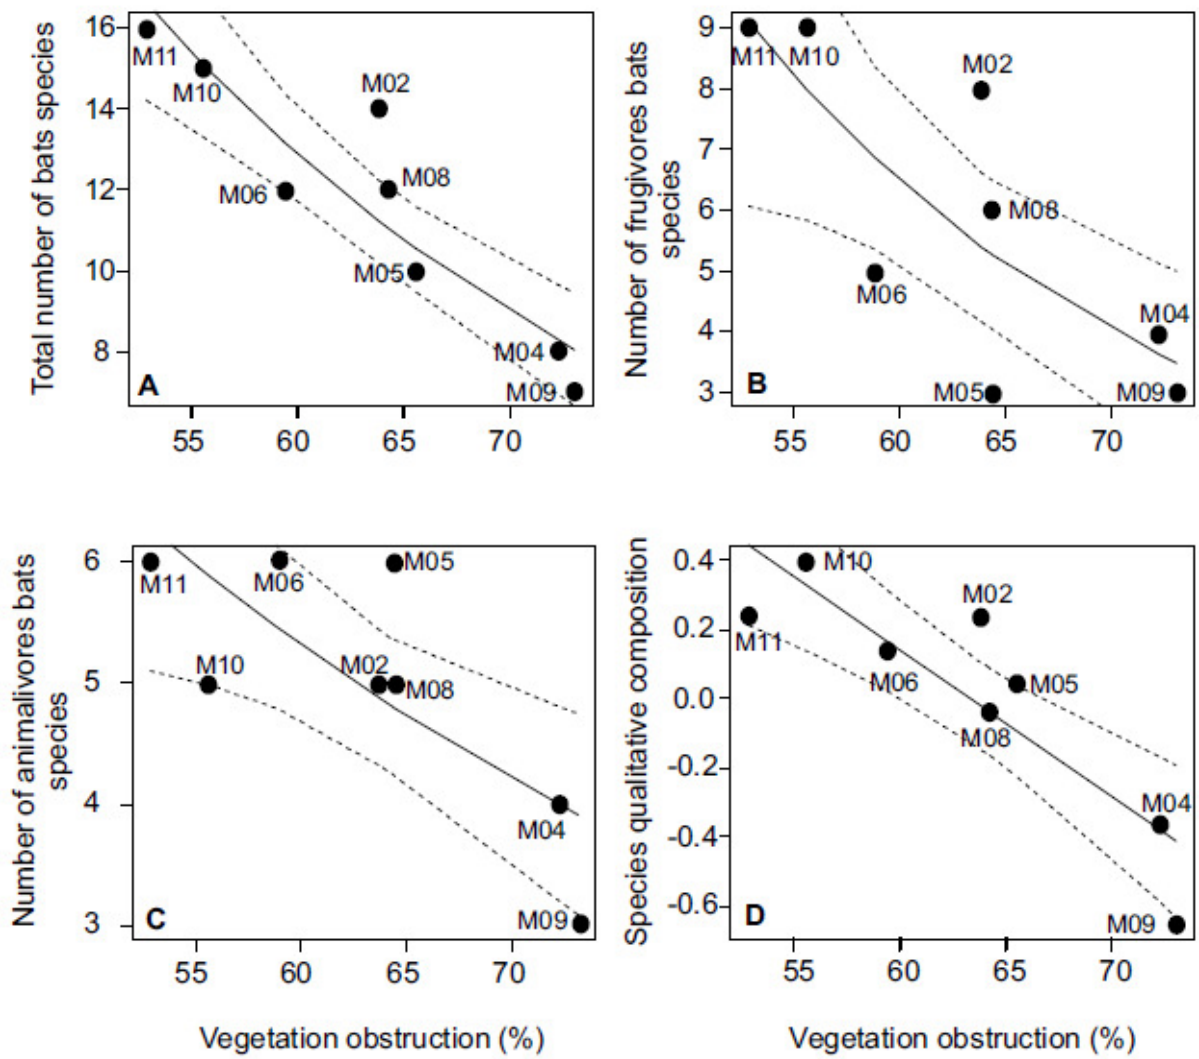 Total number of bats species
16
14
12
10
8
M11
M10
M02
M08
M06
M05
M04
M09
A
55
60
65
70
Number of frugivores bats
species
9
8
7
6
5
4
3
M11
M10
M02
M08
M06
M04
M05
M09
B
55
60
65
70
Number of animalivores bats
species
6
5
4
3
M11
M06
M05
M10
M02
M08
M04
M09
C
55
60
65
70
Vegetation obstruction (%)
Species qualitative composition
0.4
0.2
0.0
-0.2
-0.4
-0.6
M10
M02
M11
M06
M05
M08
M04
M09
D
55
60
65
70
Vegetation obstruction (%)